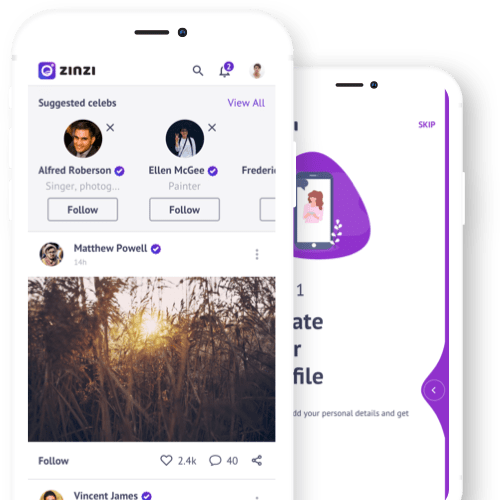 ZINZI
2
Suggested celebs
View All
Alfred Roberson
Ellen McGee
Frederic
Singer, photog...
Painter
Follow
Follow
Matthew Powell
14h
Follow
2.4k
40
Vincent James
SKIP
1
ate
r
file
dd your personal details and get